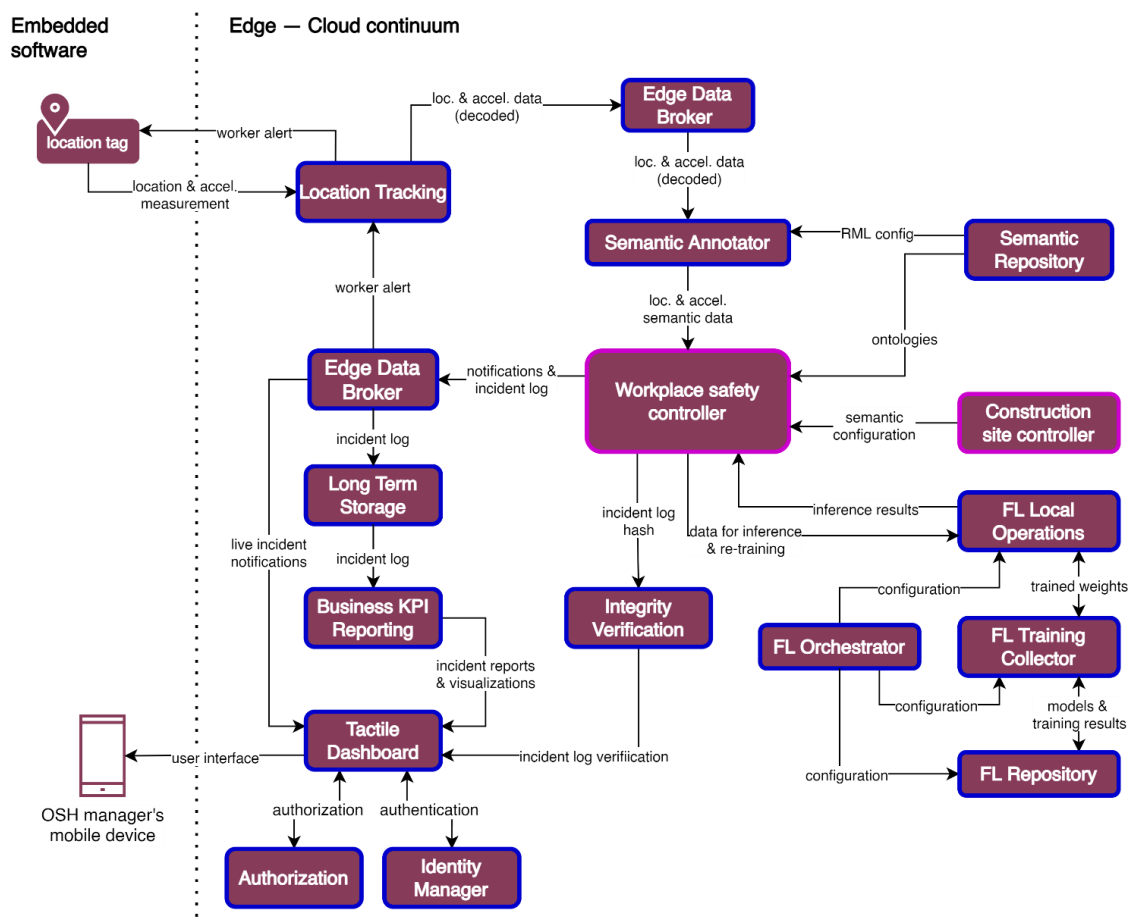 Embedded
software
Edge — Cloud continuum
location tag
worker alert
location & accel.
measurement
Location Tracking
loc. & accel. data
(decoded)
Edge Data
Broker
loc. & accel. data
(decoded)
Semantic Annotator
RML config
Semantic
Repository
loc. & accel.
semantic data
ontologies
worker alert
Edge Data
Broker
notifications &
incident log
Workplace safety
controller
semantic
configuration
Construction
site controller
incident log
Long Term
Storage
incident log
hash
data for inference
& re-training
inference results
FL Local
Operations
live incident
notifications
incident log
Business KPI
Reporting
Integrity
Verification
configuration
trained weights
FL Orchestrator
FL Training
Collector
incident reports
& visualizations
configuration
models &
training results
Tactile
Dashboard
user interface
incident log verifiication
configuration
FL Repository
OSH manager's
mobile device
authorization
authentication
Authorization
Identity
Manager